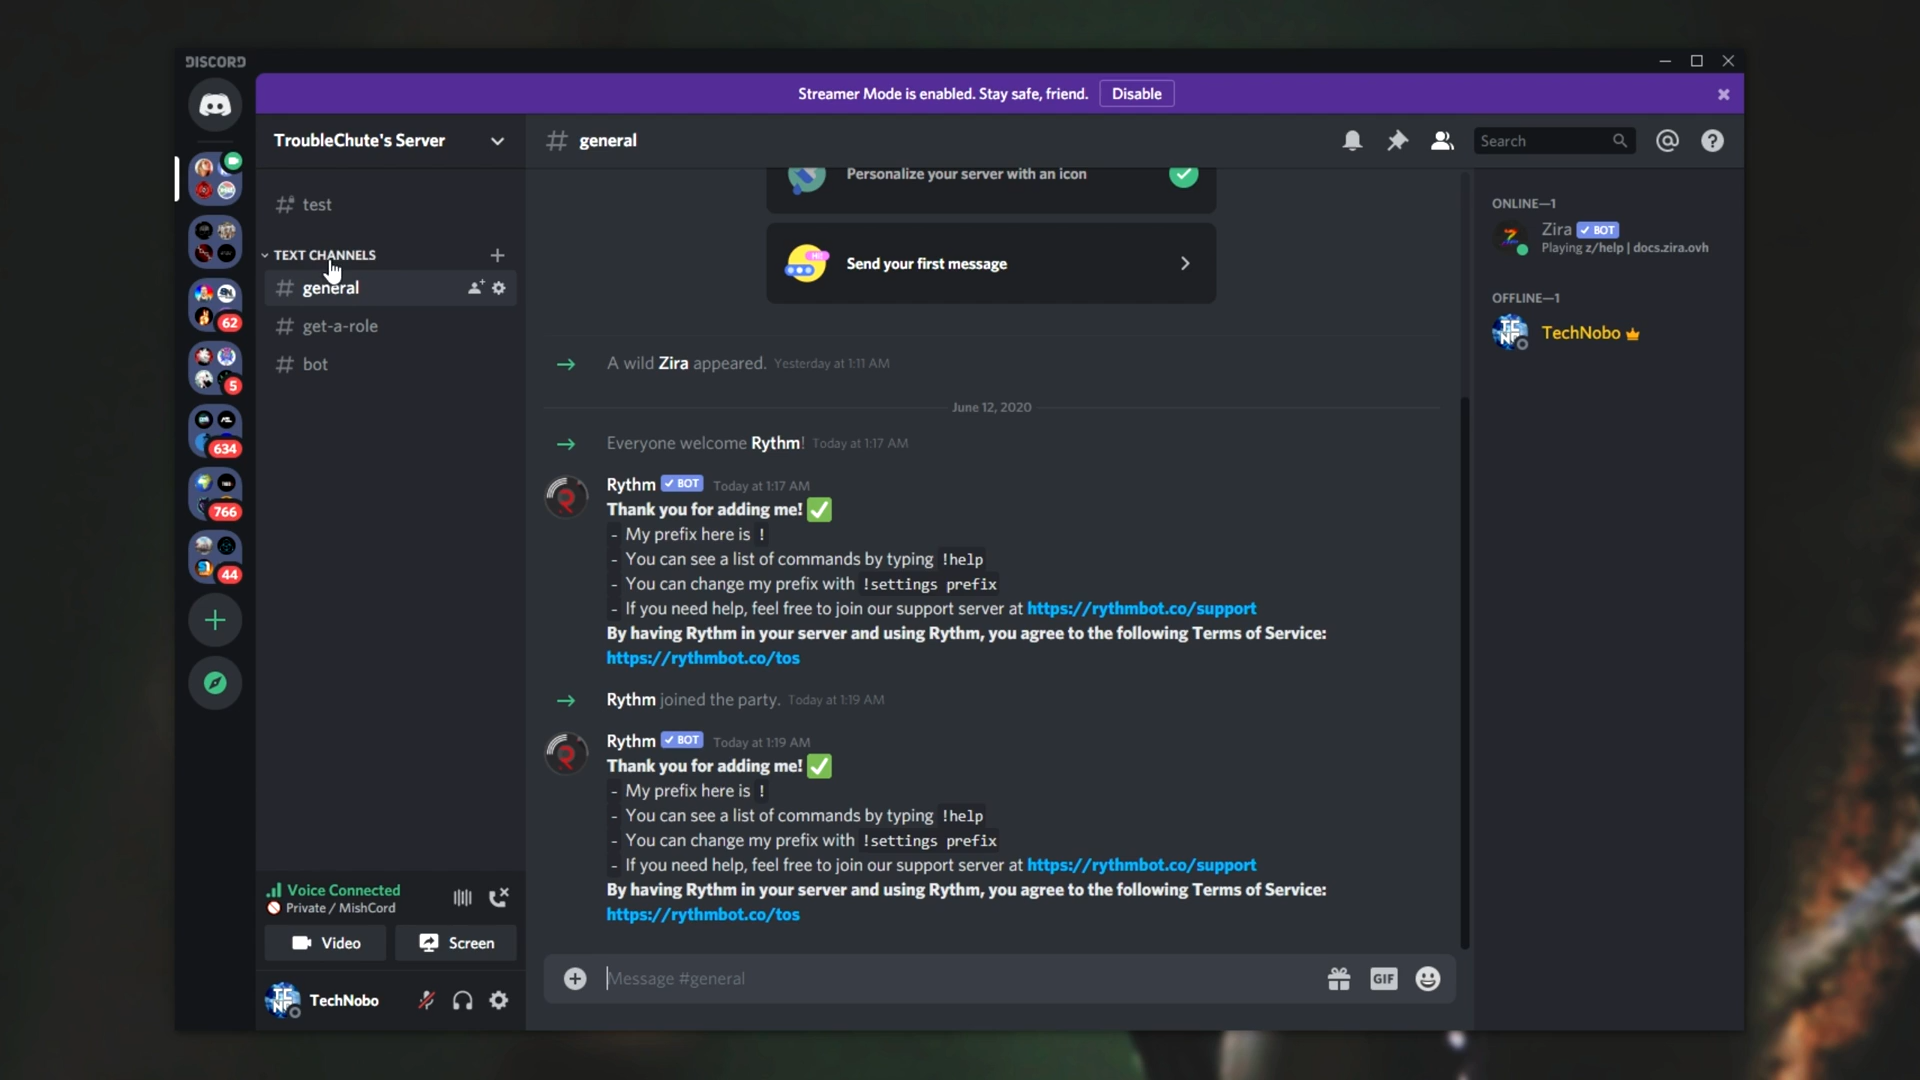 DISCORD
Streamer Mode is enabled. Stay safe, friend. Disable
TroubleChute's Server
general
Search
test
TEXT CHANNELS
general
get-a-role
bot
62
5
634
766
44
Personalize your server with an icon
Send your first message
A wild Zira appeared. Yesterday at 1:11 AM
June 12, 2020
Everyone welcome Rythm! Today at 1:17 AM
Rythm BOT Today at 1:17 AM
Thank you for adding me!
- My prefix here is !
- You can see a list of commands by typing !help
- You can change my prefix with !settings prefix
- If you need help, feel free to join our support server at https://rythmbot.co/support
By having Rythm in your server and using Rythm, you agree to the following Terms of Service:
https://rythmbot.co/tos
Rythm joined the party. Today at 1:19 AM
Rythm BOT Today at 1:19 AM
Thank you for adding me!
- My prefix here is !
- You can see a list of commands by typing !help
- You can change my prefix with !settings prefix
- If you need help, feel free to join our support server at https://rythmbot.co/support
By having Rythm in your server and using Rythm, you agree to the following Terms of Service:
https://rythmbot.co/tos
Message #general
GIF
ONLINE—1
Zira BOT
Playing z/help | docs.zira.ovh
OFFLINE—1
TechNobo
Voice Connected
Private / MishCord
Video
Screen
TechNobo